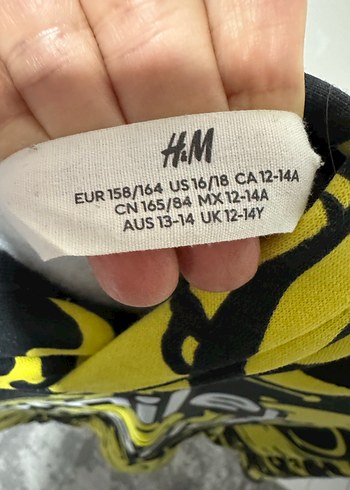 H&M
EUR 158/164 US 16/18 CA 12-14A
CN 165/84 MX 12-14A
AUS 13-14 UK 12-14Y